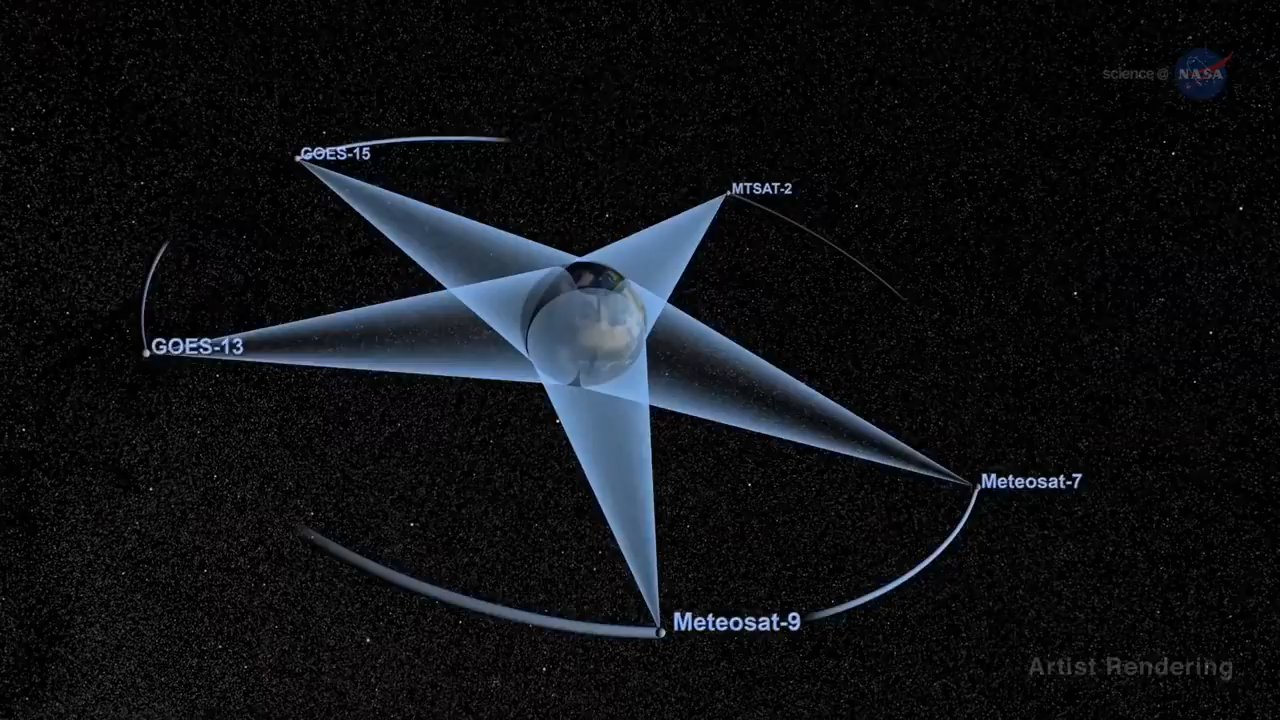 science@ NASA
GOES-15
MTSAT-2
GOES-13
Meteosat-7
Meteosat-9
Artist Rendering